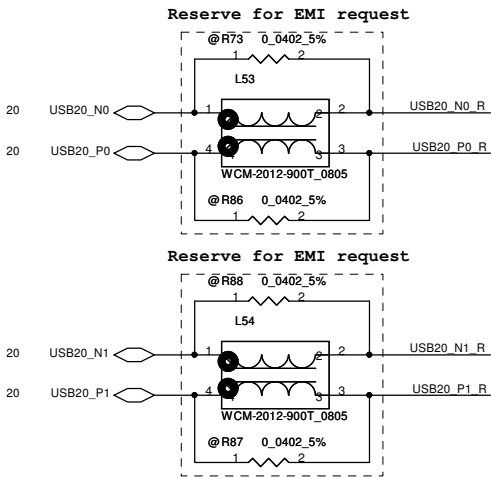 Reserve for EMI request
@R73 0_0402_5%
1 2
L53
20 USB20_N0 1 2 2 USB20_N0_R
20 USB20_P0 4 4 3 3 USB20_P0_R
WCM-2012-900T_0805
@R86 0_0402_5%
1 2
Reserve for EMI request
@R88 0_0402_5%
1 2
L54
20 USB20_N1 1 2 2 USB20_N1_R
20 USB20_P1 4 3 3 USB20_P1_R
WCM-2012-900T_0805
@R87 0_0402_5%
1 2